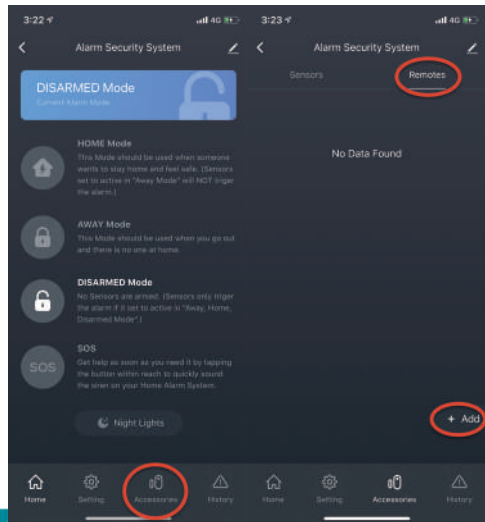 3:22
4G
Alarm Security System
DISARMED Mode
Current Alarm Mode
HOME Mode
This Mode should be used when someone
wants to stay home and feel safe. (Sensors
set to active in "Away Mode" will NOT triger
the alarm.)
AWAY Mode
This Mode should be used when you go out
and there is no one at home.
DISARMED Mode
No Sensors are armed. (Sensors only triger
the alarm if it set to active in "Away, Home,
Disarmed Mode".)
SOS
SOS
Get help as soon as you need it by tapping
the button within reach to quickly sound
the siren on your Home Alarm System.
Night Lights
Home
Setting
Accessories
History
3:23
4G
Alarm Security System
Sensors
Remotes
No Data Found
+ Add
Home
Setting
Accessories
History